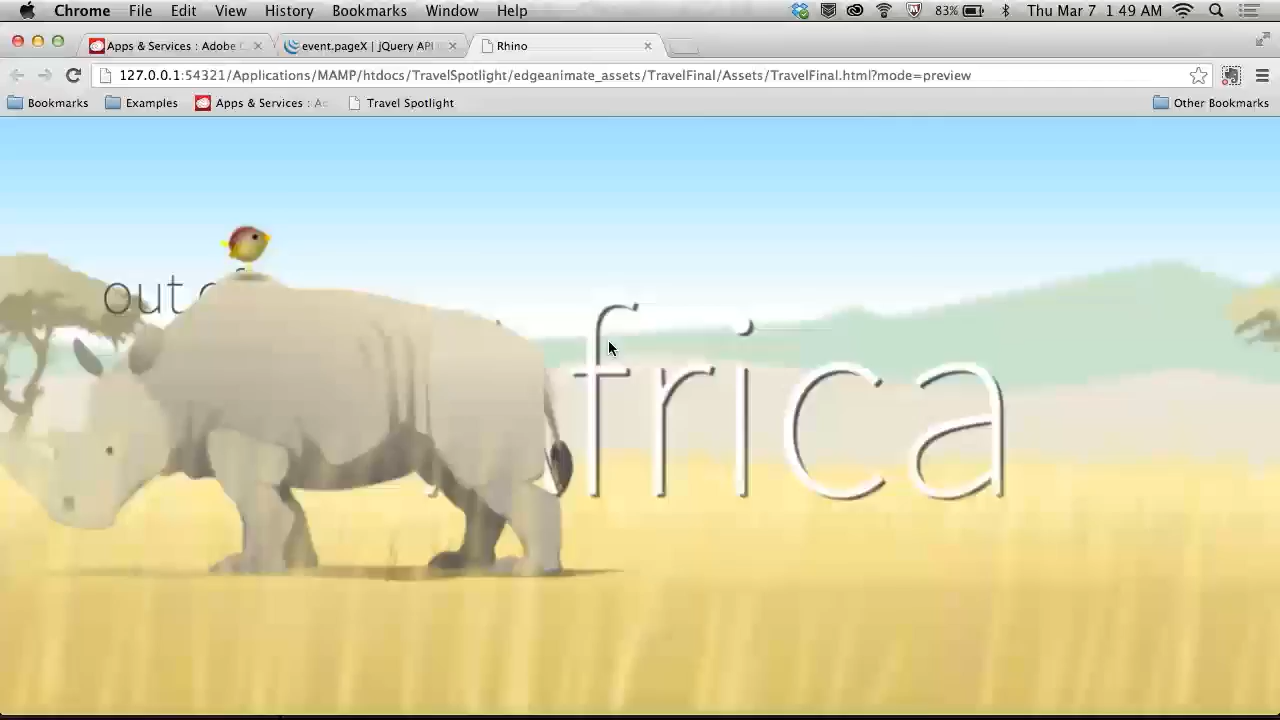 Chrome File Edit View History Bookmarks Window Help 83% Thu Mar 7 1:49 AM
Apps & Services : Adobe C event.pageX | jQuery API Rhino
127.0.0.1:54321/Applications/MAMP/htdocs/TravelSpotlight/edgeanimate_assets/TravelFinal/Assets/TravelFinal.html?mode=preview
Bookmarks Examples Apps & Services : Ac Travel Spotlight Other Bookmarks
out of
frica